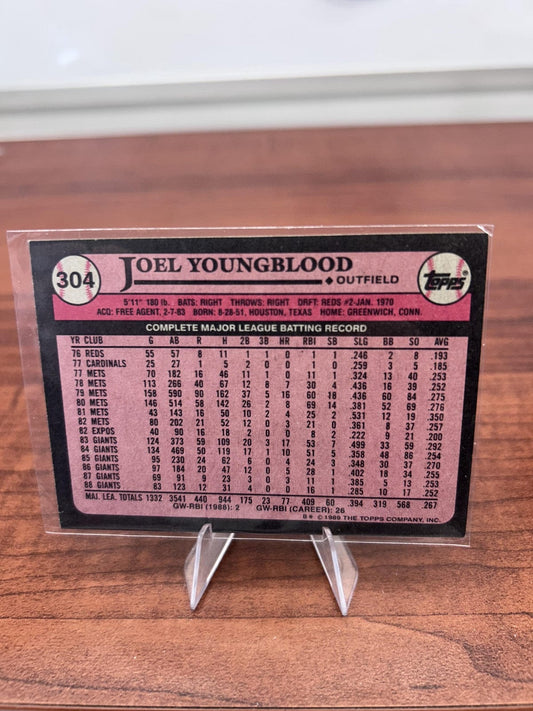 304
JOEL YOUNGBLOOD
OUTFIELD
topps
5'11" 180 lb. BATS: RIGHT THROWS: RIGHT DRFT: REDS #2-JAN. 1970
ACQ: FREE AGENT, 2-7-83 BORN: 8-28-51, HOUSTON, TEXAS HOME: GREENWICH, CONN.
COMPLETE MAJOR LEAGUE BATTING RECORD
YR CLUB G AB R H 2B 3B HR RBI SB SLG BB SO AVG
76 REDS 55 57 8 11 1 1 0 1 1 .246 2 8 .193
77 CARDINALS 25 27 1 5 2 0 0 1 0 .259 3 5 .185
77 METS 70 182 16 46 11 1 0 11 1 .324 13 40 .253
78 METS 113 266 40 67 12 8 7 30 4 .436 16 39 .252
79 METS 158 590 90 162 37 5 16 60 18 .436 60 84 .275
80 METS 146 514 58 142 26 2 8 69 14 .381 52 69 .276
81 METS 43 143 16 50 10 2 4 25 2 .531 12 19 .350
82 METS 80 202 21 52 12 0 3 21 0 .361 8 37 .257
82 EXPOS 40 90 16 18 2 0 0 8 2 .222 8 21 .200
83 GIANTS 124 373 59 109 20 3 17 53 7 .499 33 59 .292
84 GIANTS 134 469 50 119 17 1 10 51 5 .358 48 86 .254
85 GIANTS 95 230 24 62 6 0 4 24 3 .348 30 37 .270
86 GIANTS 97 184 20 47 12 0 5 28 1 .402 18 34 .255
87 GIANTS 69 91 9 23 3 0 3 11 1 .385 5 13 .253
88 GIANTS 83 123 12 31 4 0 0 16 1 .285 10 17 .252
MAJ. LEA. TOTALS 1332 3541 440 944 175 23 77 409 60 .394 319 568 .267
GW-RBI (1988): 2 GW-RBI (CAREER): 26
B* © 1989 THE TOPPS COMPANY, INC.